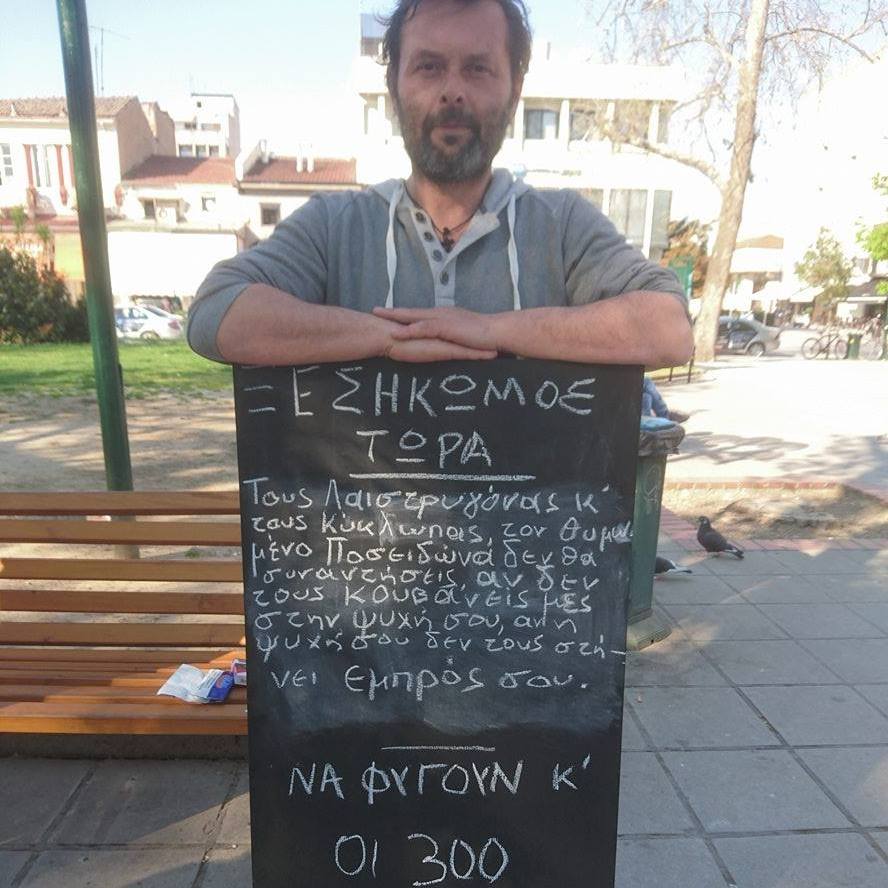 ΞΕΣΗΚΩΜΟΣ
ΤΩΡΑ
Τους Λαιστρυγόνας κ'
τους Κύκλωπας, τον θυμω
μένο Ποσειδώνα δεν θα
συναντήσεις, αν δεν
τους κουβανείς μες
στην ψυχή σου, αν η
ψυχή σου δεν τους στή-
νει εμπρός σου.
ΝΑ ΦΥΓΟΥΝ κ'
ΟΙ 300